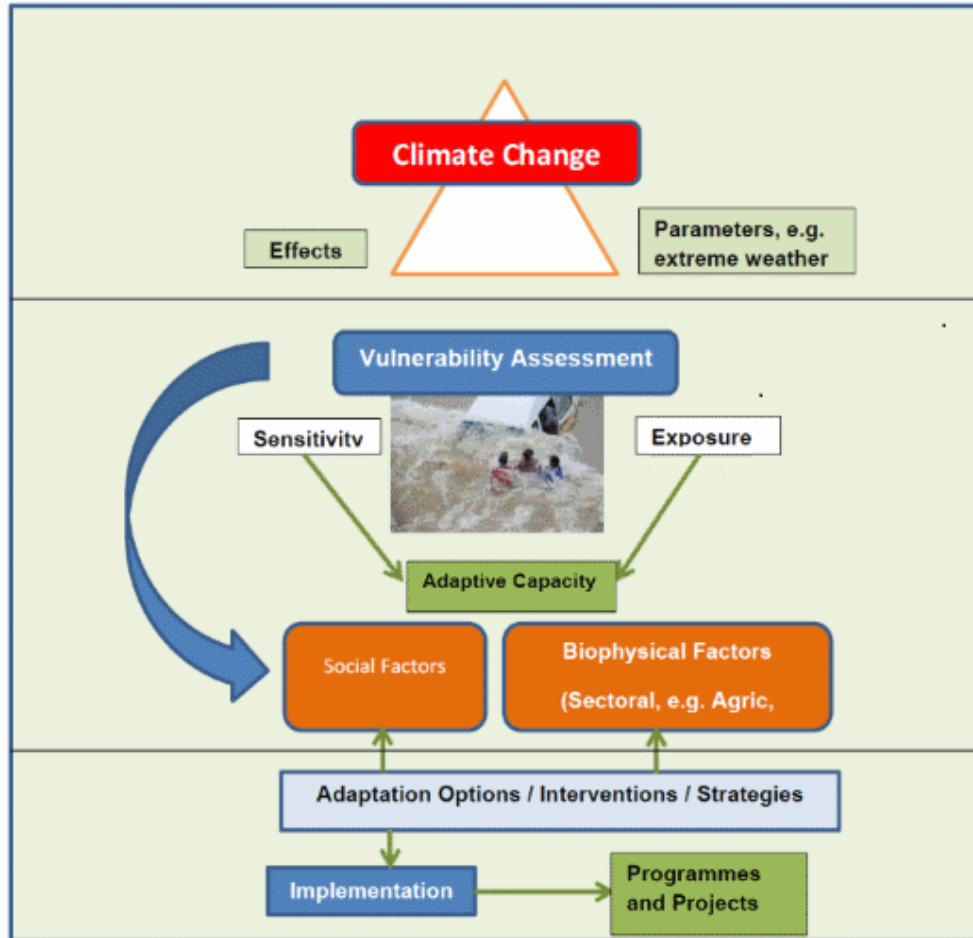 Climate Change
Effects
Parameters, e.g.
extreme weather
Vulnerability Assessment
Sensitivity
Exposure
Adaptive Capacity
Social Factors
Biophysical Factors
(Sectoral, e.g. Agric,
Adaptation Options / Interventions / Strategies
Implementation
Programmes
and Projects